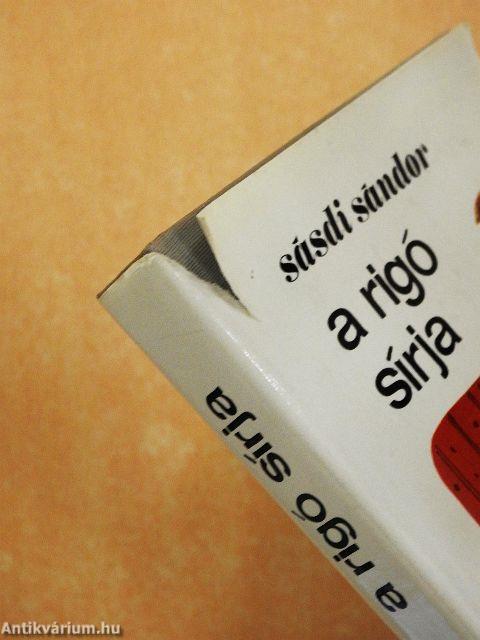 sásdi sándor
a rigó
sírja
a rigó sírja
Antikvárium.hu